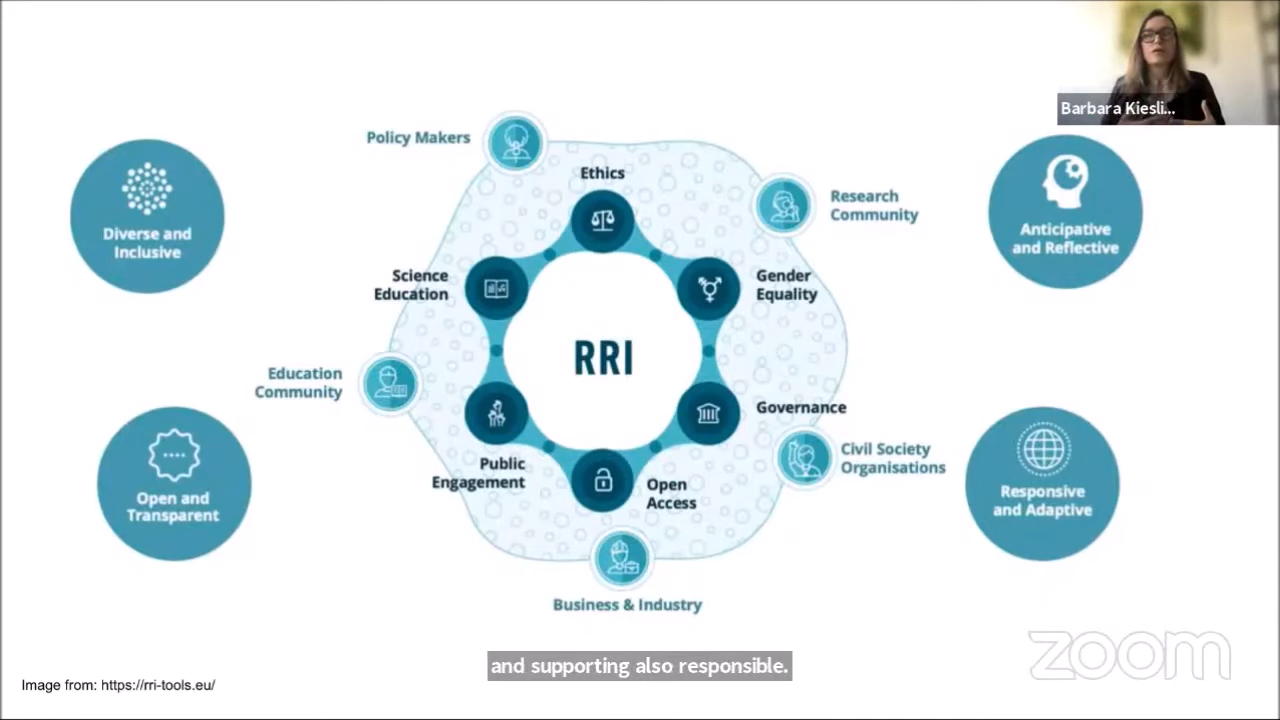 Barbara Kiesli...
Policy Makers
Ethics
Research
Community
Diverse and
Inclusive
Anticipative
and Reflective
Science
Education
Gender
Equality
RRI
Education
Community
Governance
Civil Society
Organisations
Public
Engagement
Open
Access
Open and
Transparent
Responsive
and Adaptive
Business & Industry
and supporting also responsible.
zoom
Image from: https://rri-tools.eu/